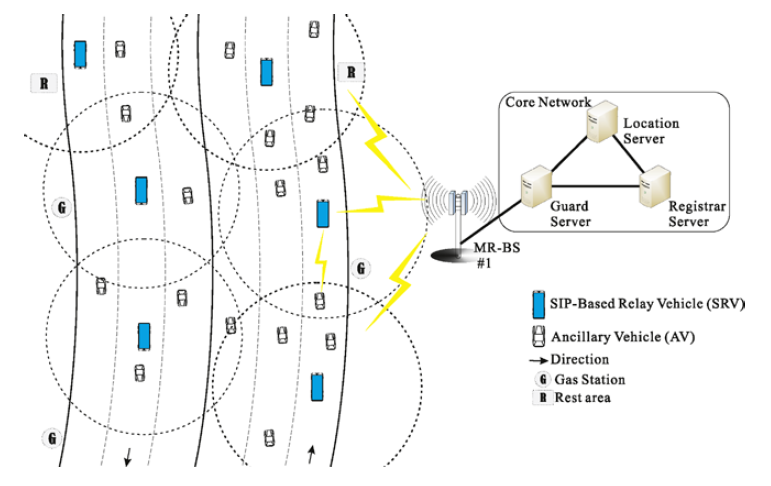 R
R
G
G
G
Core Network
Location
Server
Guard
Server
Registrar
Server
MR-BS
#1
SIP-Based Relay Vehicle (SRV)
Ancillary Vehicle (AV)
Direction
G Gas Station
R Rest area